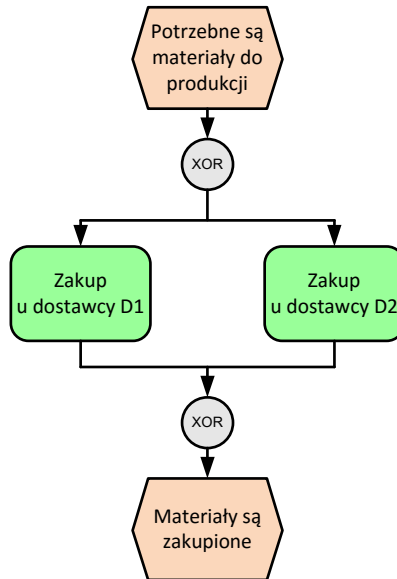 Potrzebne są
materiały do
produkcji
XOR
Zakup
u dostawcy D1
Zakup
u dostawcy D2
XOR
Materiały są
zakupione